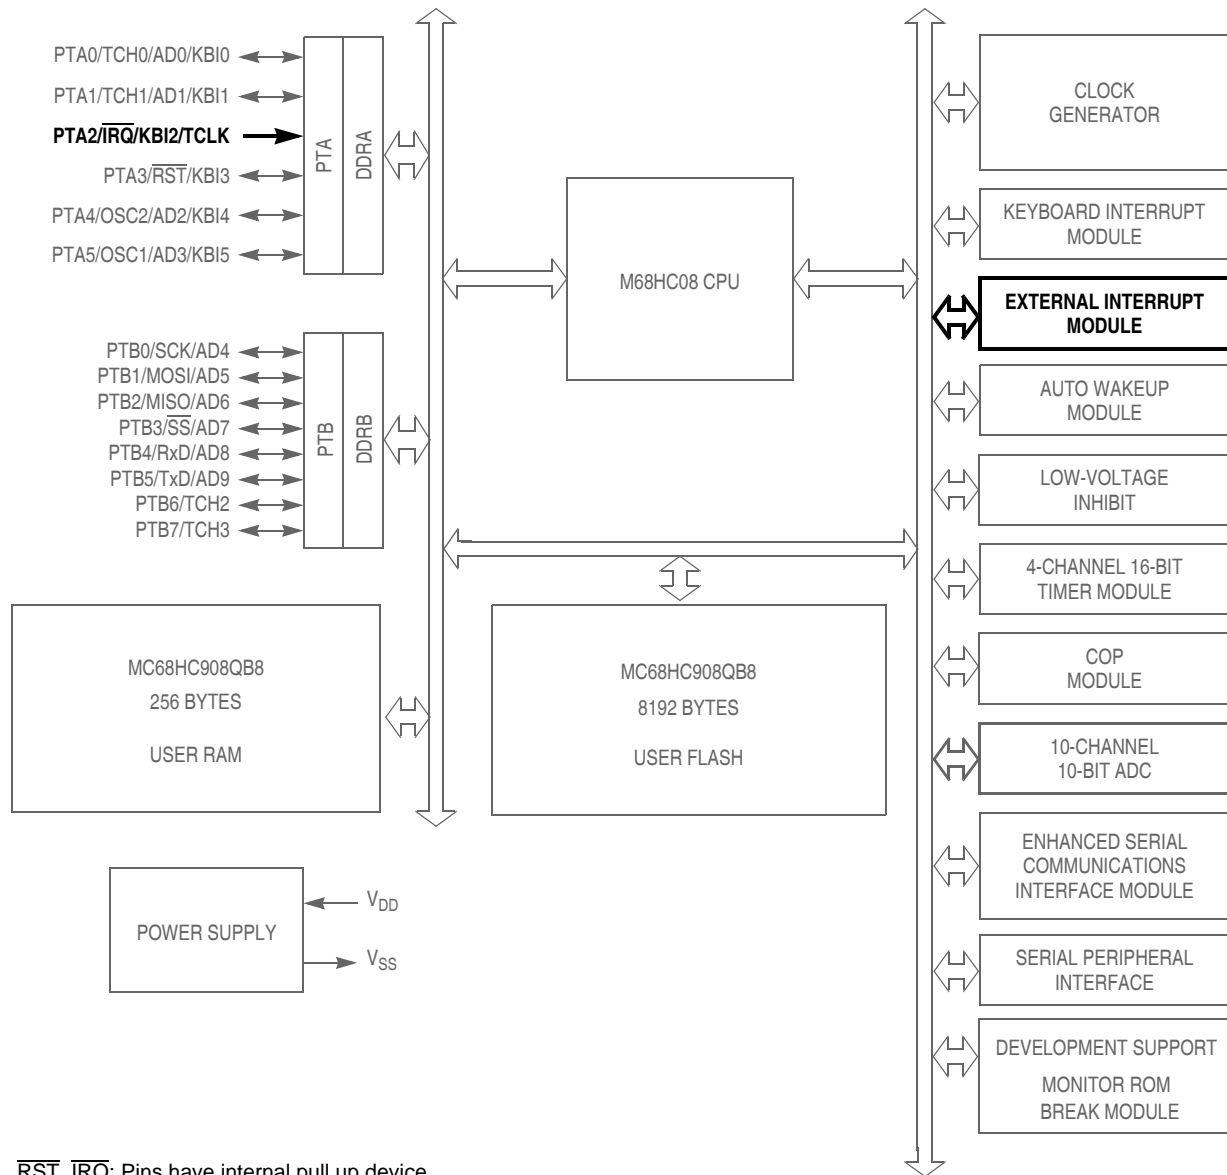 PTA0/TCH0/AD0/KBI0
PTA1/TCH1/AD1/KBI1
PTA2/I̅R̅Q̅/KBI2/TCLK
PTA3/R̅S̅T̅/KBI3
PTA4/OSC2/AD2/KBI4
PTA5/OSC1/AD3/KBI5
PTA
DDRA
PTB0/SCK/AD4
PTB1/MOSI/AD5
PTB2/MISO/AD6
PTB3/S̅S̅/AD7
PTB4/RxD/AD8
PTB5/TxD/AD9
PTB6/TCH2
PTB7/TCH3
PTB
DDRB
M68HC08 CPU
MC68HC908QB8
256 BYTES
USER RAM
MC68HC908QB8
8192 BYTES
USER FLASH
POWER SUPPLY
VDD
VSS
CLOCK
GENERATOR
KEYBOARD INTERRUPT
MODULE
EXTERNAL INTERRUPT
MODULE
AUTO WAKEUP
MODULE
LOW-VOLTAGE
INHIBIT
4-CHANNEL 16-BIT
TIMER MODULE
COP
MODULE
10-CHANNEL
10-BIT ADC
ENHANCED SERIAL
COMMUNICATIONS
INTERFACE MODULE
SERIAL PERIPHERAL
INTERFACE
DEVELOPMENT SUPPORT
MONITOR ROM
BREAK MODULE
R̅S̅T̅, I̅R̅Q̅: Pins have internal pull up device